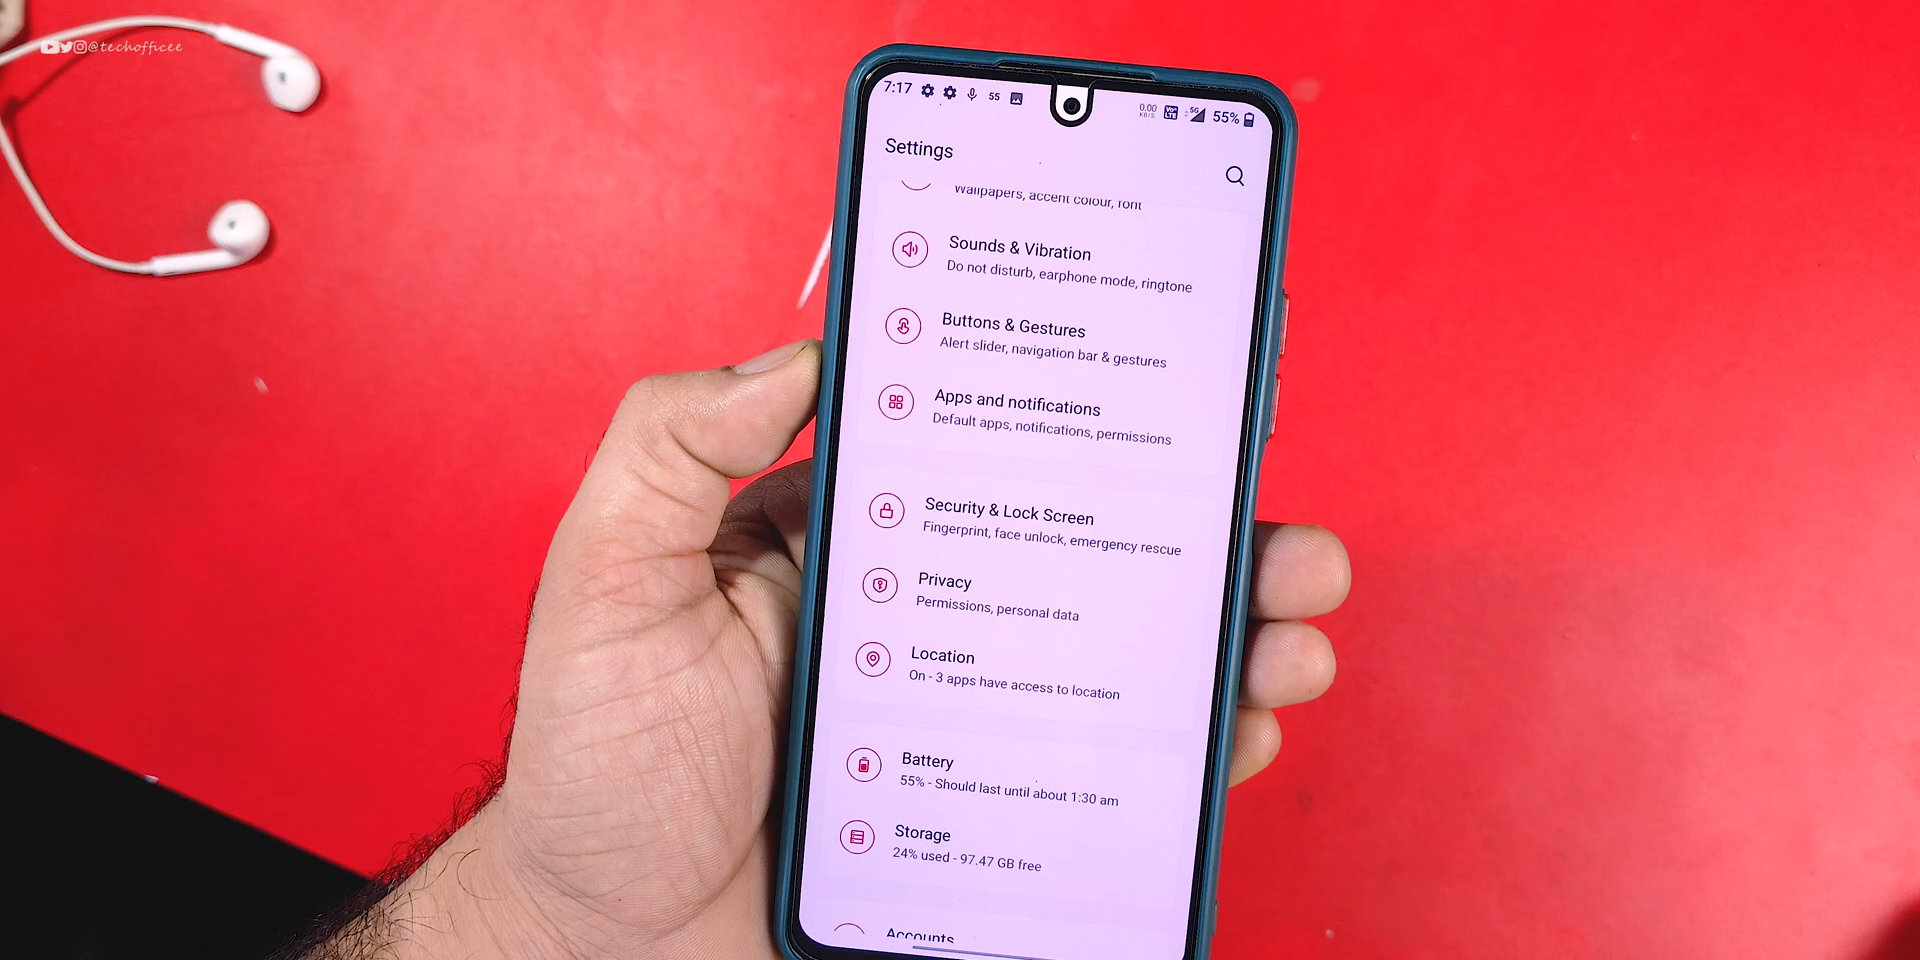 @techofficee
7:17 55 0.00 KB/S Vo LTE 5G 55%
Settings
Wallpapers, accent colour, font
Sounds & Vibration
Do not disturb, earphone mode, ringtone
Buttons & Gestures
Alert slider, navigation bar & gestures
Apps and notifications
Default apps, notifications, permissions
Security & Lock Screen
Fingerprint, face unlock, emergency rescue
Privacy
Permissions, personal data
Location
On - 3 apps have access to location
Battery
55% - Should last until about 1:30 am
Storage
24% used - 97.47 GB free
Accounts